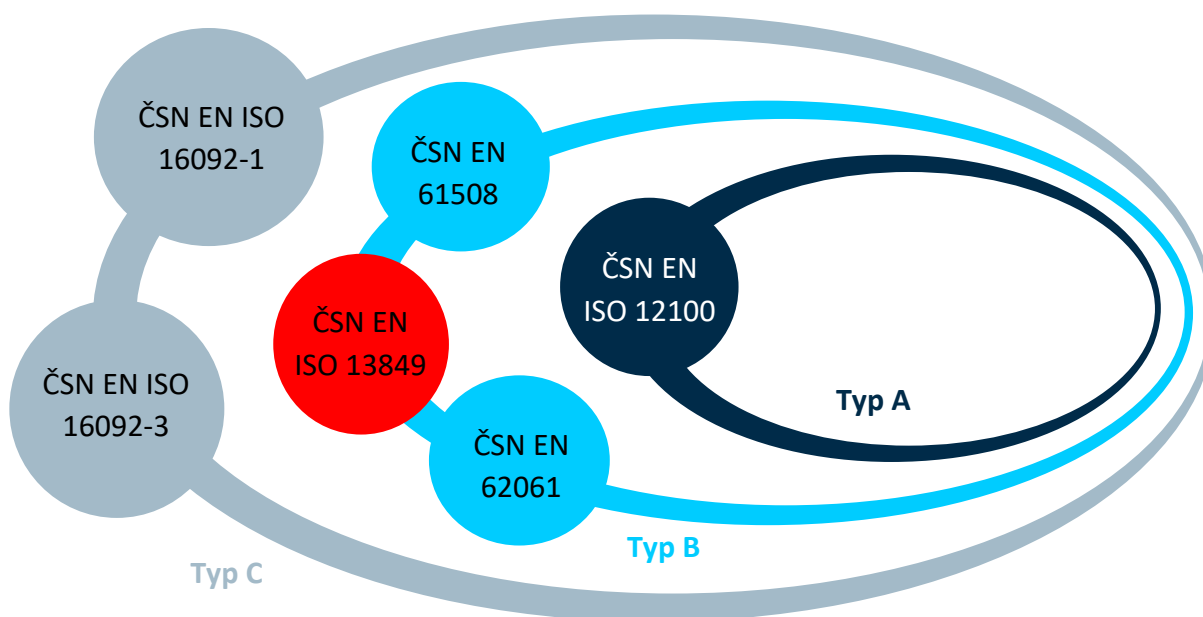 ČSN EN ISO
16092-1
ČSN EN
61508
ČSN EN
ISO 12100
ČSN EN
ISO 13849
ČSN EN ISO
16092-3
Typ A
ČSN EN
62061
Typ B
Typ C